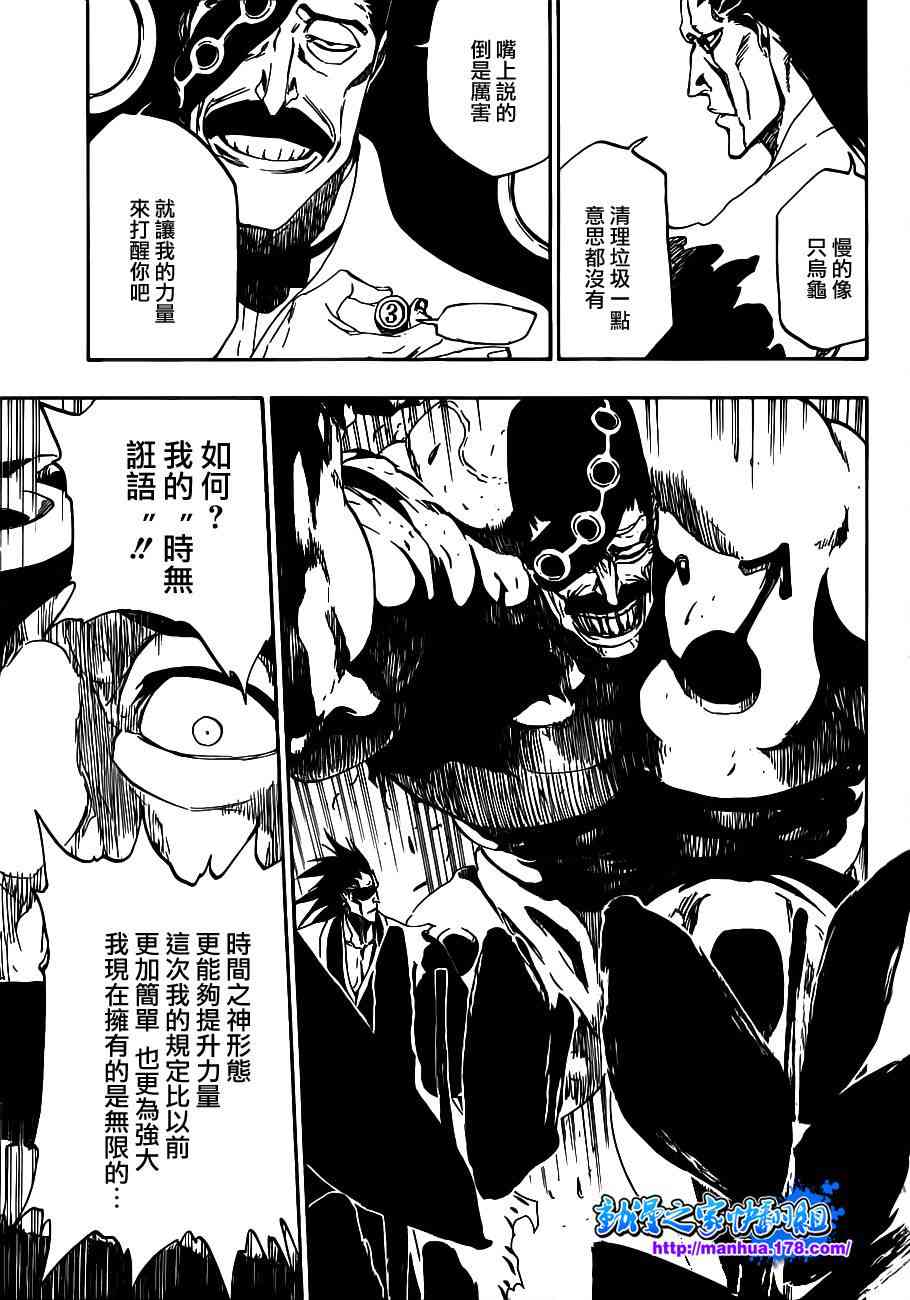 慢的像
只烏龜
清理垃圾一點
意思都沒有
嘴上說的
倒是厲害
就讓我的力量
來打醒你吧
③
如何？
我的〝時無
誑語〞!!
時間之神形態
更能夠提升力量
這次我的規定比以前
更加簡單 也更為強大
我現在擁有的是無限的…
動漫之家快翻組
http://manhua.178.com/